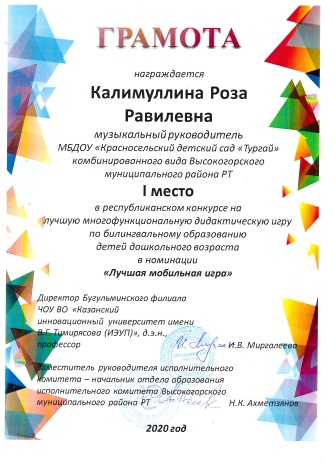 ГРАМОТА
награждается
Калимуллина Роза
Равилевна
музыкальный руководитель
МБДОУ «Красносельский детский сад «Тургай»
комбинированного вида Высокогорского
муниципального района РТ
I место
в республиканском конкурсе на
лучшую многофункциональную дидактическую игру
по билингвальному образованию
детей дошкольного возраста
в номинации
«Лучшая мобильная игра»
Директор Бугульминского филиала
ЧОУ ВО «Казанский
инновационный университет имени
В.Г. Тимирясова (ИЭУП)», д.э.н.,
профессор И.В. Миргалеева
Заместитель руководителя исполнительного
комитета – начальник отдела образования
исполнительного комитета Высокогорского
муниципального района РТ Н.К. Ахметзянов
2020 год